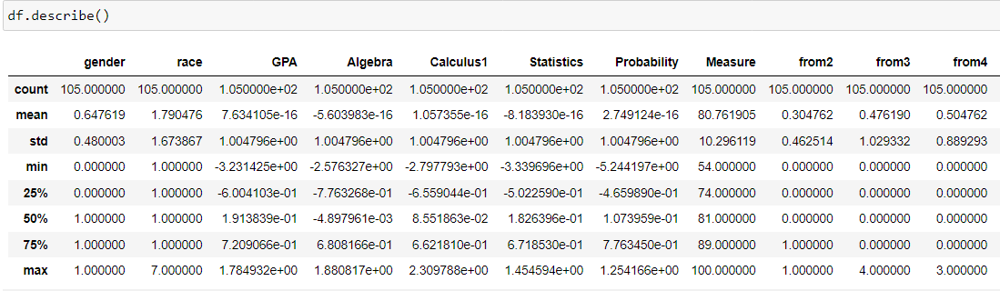 df.describe()
gender race GPA Algebra Calculus1 Statistics Probability Measure from2 from3 from4
count 105.000000 105.000000 1.050000e+02 1.050000e+02 1.050000e+02 1.050000e+02 1.050000e+02 105.000000 105.000000 105.000000 105.000000
mean 0.647619 1.790476 7.634105e-16 -5.603983e-16 1.057355e-16 -8.183930e-16 2.749124e-16 80.761905 0.304762 0.476190 0.504762
std 0.480003 1.673867 1.004796e+00 1.004796e+00 1.004796e+00 1.004796e+00 1.004796e+00 10.296119 0.462514 1.029332 0.889293
min 0.000000 1.000000 -3.231425e+00 -2.576327e+00 -2.797793e+00 -3.339696e+00 -5.244197e+00 54.000000 0.000000 0.000000 0.000000
25% 0.000000 1.000000 -6.004103e-01 -7.763268e-01 -6.559044e-01 -5.022590e-01 -4.659890e-01 74.000000 0.000000 0.000000 0.000000
50% 1.000000 1.000000 1.913839e-01 -4.897961e-03 8.551863e-02 1.826396e-01 1.073959e-01 81.000000 0.000000 0.000000 0.000000
75% 1.000000 1.000000 7.209066e-01 6.808166e-01 6.621810e-01 6.718530e-01 7.763450e-01 89.000000 1.000000 0.000000 0.000000
max 1.000000 7.000000 1.784932e+00 1.880817e+00 2.309788e+00 1.454594e+00 1.254166e+00 100.000000 1.000000 4.000000 3.000000